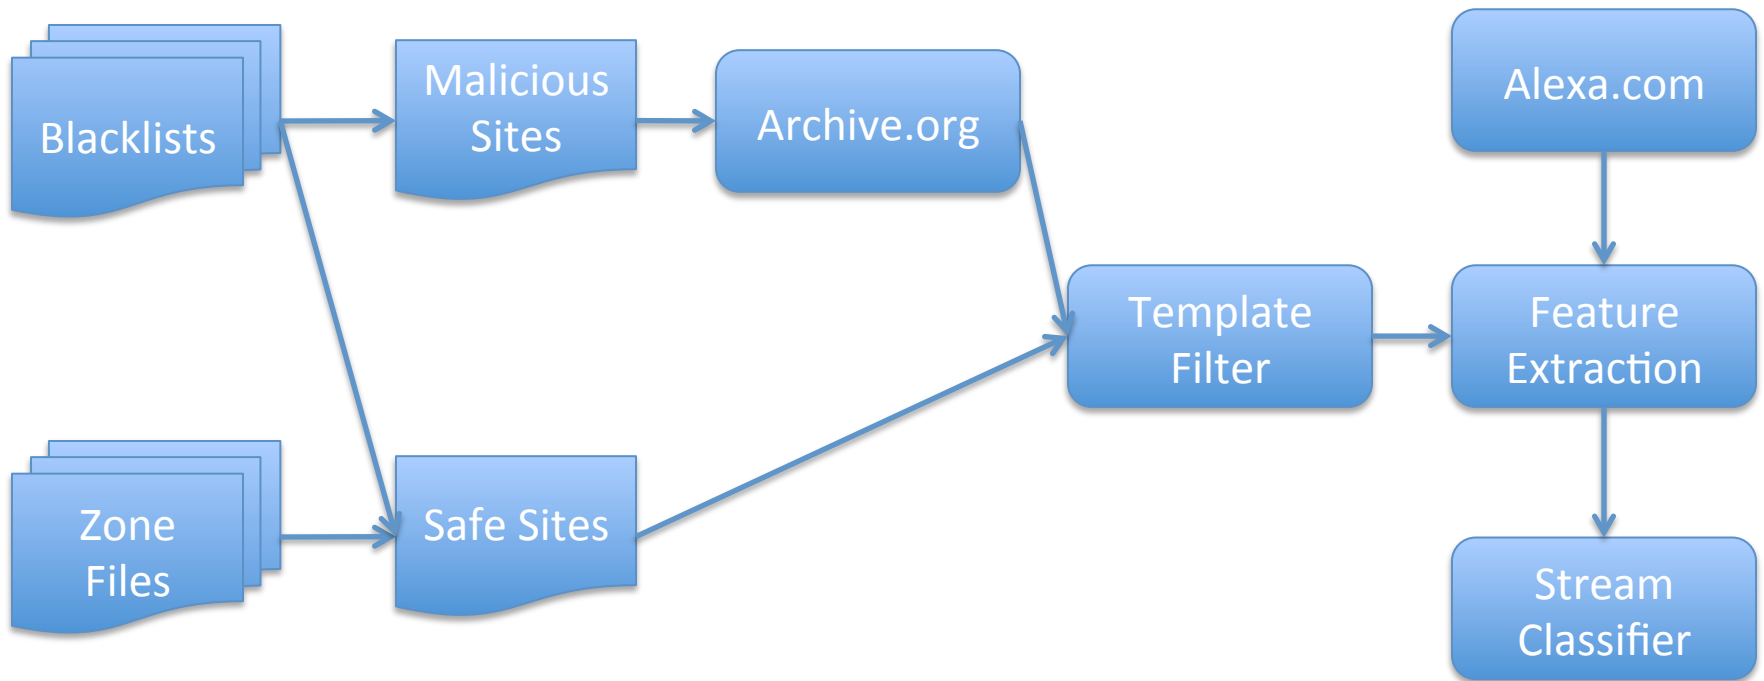 Blacklists
Malicious
Sites
Archive.org
Alexa.com
Template
Filter
Feature
Extraction
Zone
Files
Safe Sites
Stream
Classifier